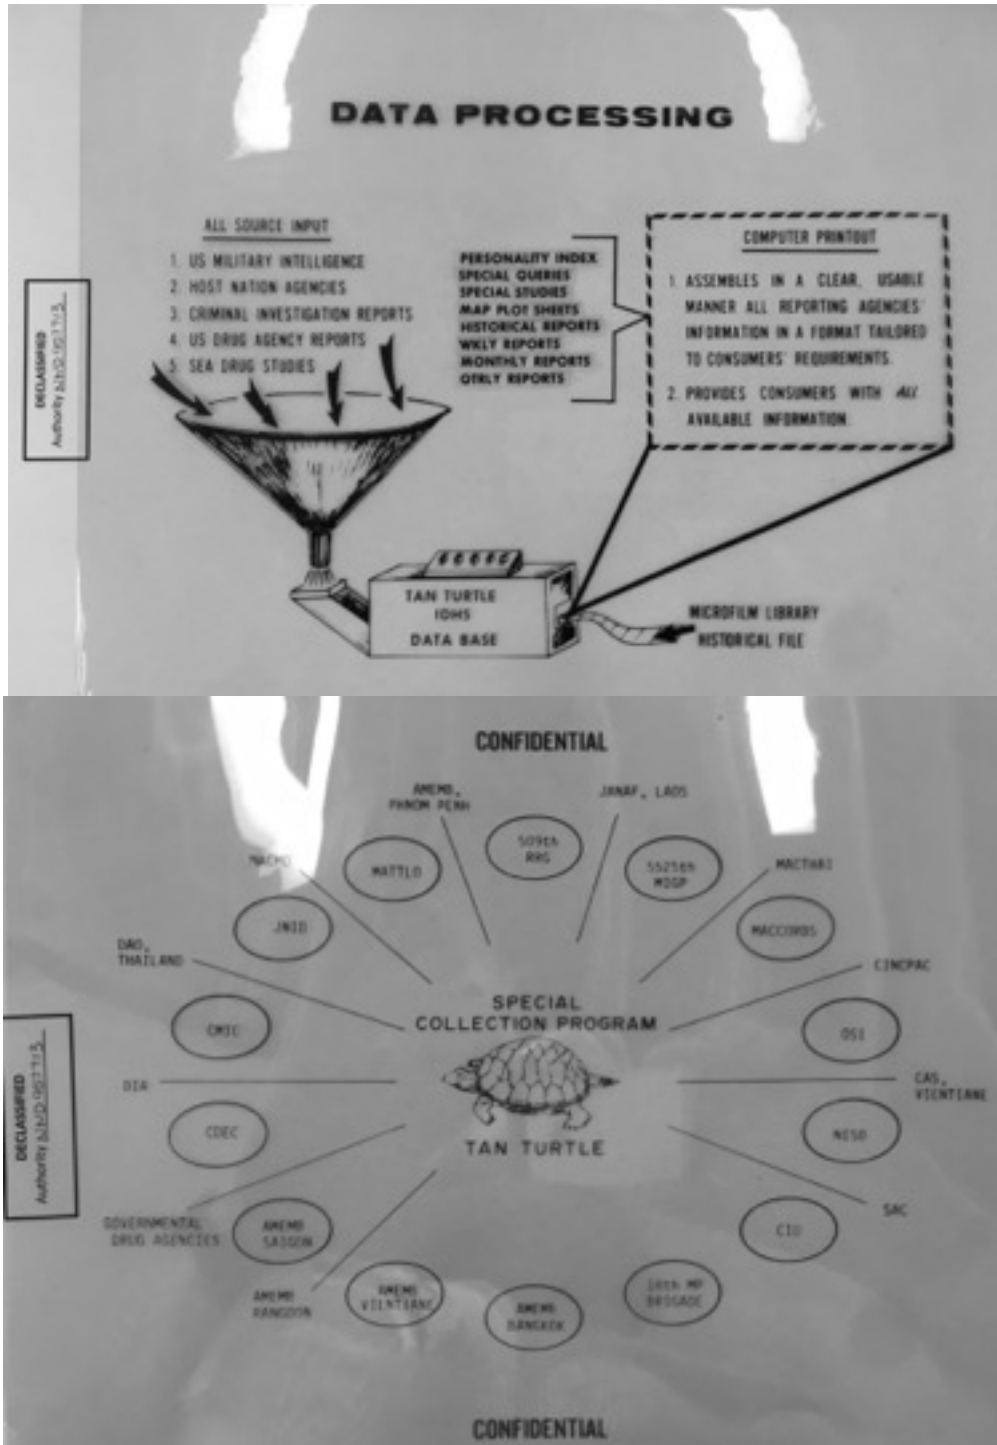 DATA PROCESSING
ALL SOURCE INPUT
1. US MILITARY INTELLIGENCE
2. HOST NATION AGENCIES
3. CRIMINAL INVESTIGATION REPORTS
4. US DRUG AGENCY REPORTS
5. SEA DRUG STUDIES
PERSONALITY INDEX
SPECIAL QUERIES
SPECIAL STUDIES
MAP PLOT SHEETS
HISTORICAL REPORTS
WKLY REPORTS
MONTHLY REPORTS
QTRLY REPORTS
COMPUTER PRINTOUT
1. ASSEMBLES IN A CLEAR, USABLE
MANNER ALL REPORTING AGENCIES'
INFORMATION IN A FORMAT TAILORED
TO CONSUMERS' REQUIREMENTS.
2. PROVIDES CONSUMERS WITH ALL
AVAILABLE INFORMATION.
TAN TURTLE
IDHS
DATA BASE
MICROFILM LIBRARY
HISTORICAL FILE
DECLASSIFIED
Authority
CONFIDENTIAL
AMEMB,
PHNOM PENH
JANAF, LAOS
509th
RRG
MATTLO
5525th
MDGP
MACTHAI
JNID
MACCORDS
DAO,
THAILAND
CINCPAC
SPECIAL
COLLECTION PROGRAM
CMIC
OSI
DIA
CAS,
VIENTIANE
CDEC
NISO
TAN TURTLE
SAC
GOVERNMENTAL
DRUG AGENCIES
AMEMB
SAIGON
CID
AMEMB
RANGOON
AMEMB
VIENTIANE
AMEMB
BANGKOK
MP
BRIGADE
DECLASSIFIED
Authority
CONFIDENTIAL